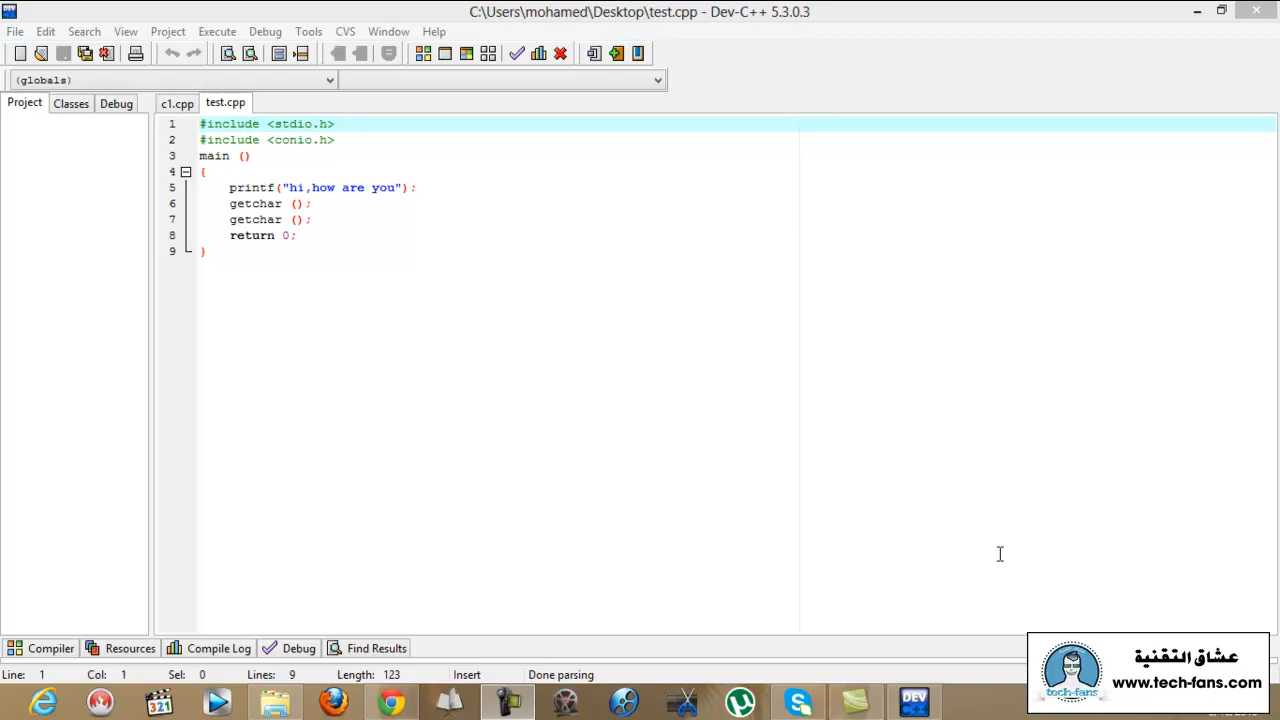 C:\Users\mohamed\Desktop\test.cpp - Dev-C++ 5.3.0.3
File Edit Search View Project Execute Debug Tools CVS Window Help
(globals)
Project Classes Debug c1.cpp test.cpp
1 #include <stdio.h>
2 #include <conio.h>
3 main ()
4 {
5 printf("hi,how are you");
6 getchar ();
7 getchar ();
8 return 0;
9 }
Compiler Resources Compile Log Debug Find Results
Line: 1 Col: 1 Sel: 0 Lines: 9 Length: 123 Insert Done parsing
عشاق التقنية
www.tech-fans.com
tech-fans
321
DEV